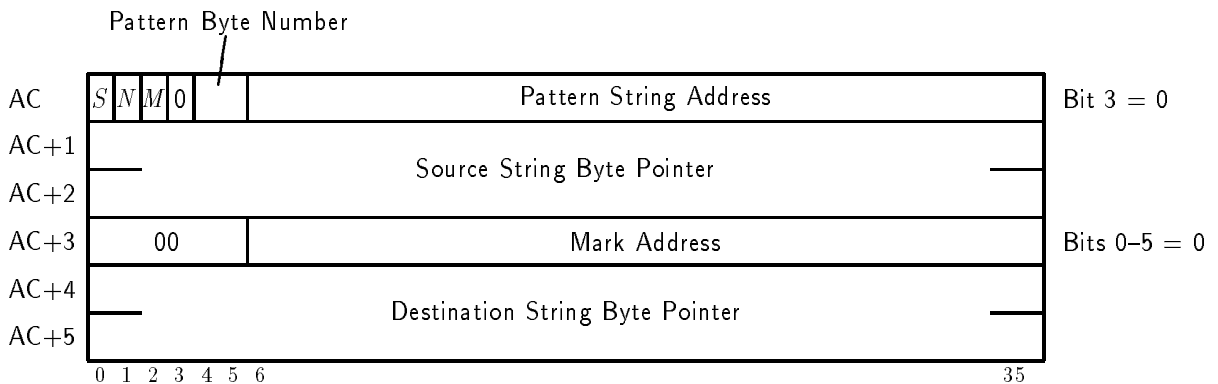 Pattern Byte Number
AC S N M 0 Pattern String Address Bit 3 = 0
AC+1
Source String Byte Pointer
AC+2
AC+3 00 Mark Address Bits 0–5 = 0
AC+4
Destination String Byte Pointer
AC+5
0 1 2 3 4 5 6 35